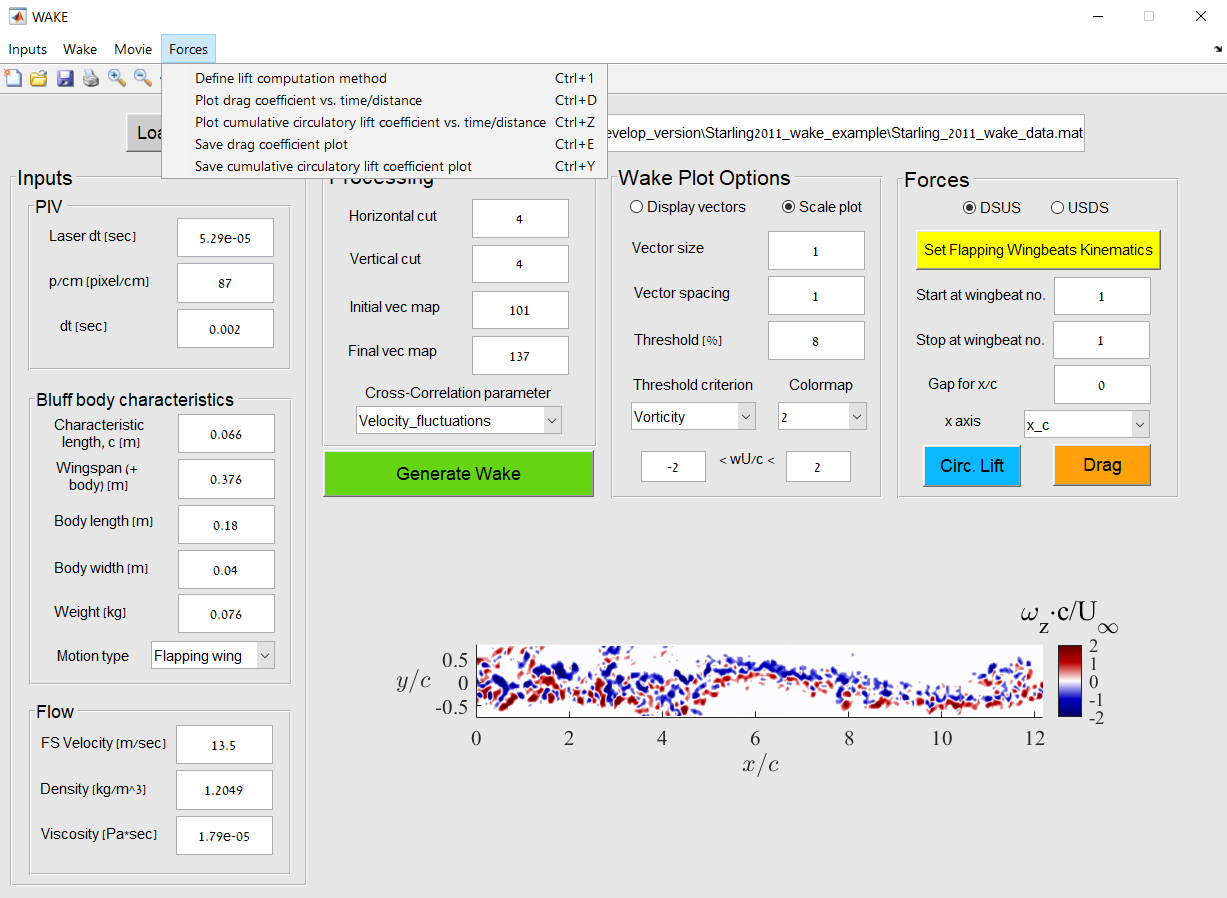 WAKE
Inputs Wake Movie Forces
Define lift computation method Ctrl+1
Plot drag coefficient vs. time/distance Ctrl+D
Plot cumulative circulatory lift coefficient vs. time/distance Ctrl+Z
Save drag coefficient plot Ctrl+E
Save cumulative circulatory lift coefficient plot Ctrl+Y
Loa
evelop_version\Starling2011_wake_example\Starling_2011_wake_data.mat
Inputs
PIV
Laser dt [sec] 5.29e-05
p/cm [pixel/cm] 87
dt [sec] 0.002
Bluff body characteristics
Characteristic
length, c [m] 0.066
Wingspan (+
body) [m] 0.376
Body length [m] 0.18
Body width [m] 0.04
Weight [kg] 0.076
Motion type Flapping wing
Flow
FS Velocity [m/sec] 13.5
Density [kg/m^3] 1.2049
Viscosity [Pa*sec] 1.79e-05
Processing
Horizontal cut 4
Vertical cut 4
Initial vec map 101
Final vec map 137
Cross-Correlation parameter
Velocity_fluctuations
Generate Wake
Wake Plot Options
Display vectors Scale plot
Vector size 1
Vector spacing 1
Threshold [%] 8
Threshold criterion Colormap
Vorticity 2
-2 < wU/c < 2
Forces
DSUS USDS
Set Flapping Wingbeats Kinematics
Start at wingbeat no. 1
Stop at wingbeat no. 1
Gap for x/c 0
x axis x_c
Circ. Lift Drag
ω_z·c/U_∞
2
1
0
-1
-2
y/c
0.5
0
-0.5
0 2 4 6 8 10 12
x/c